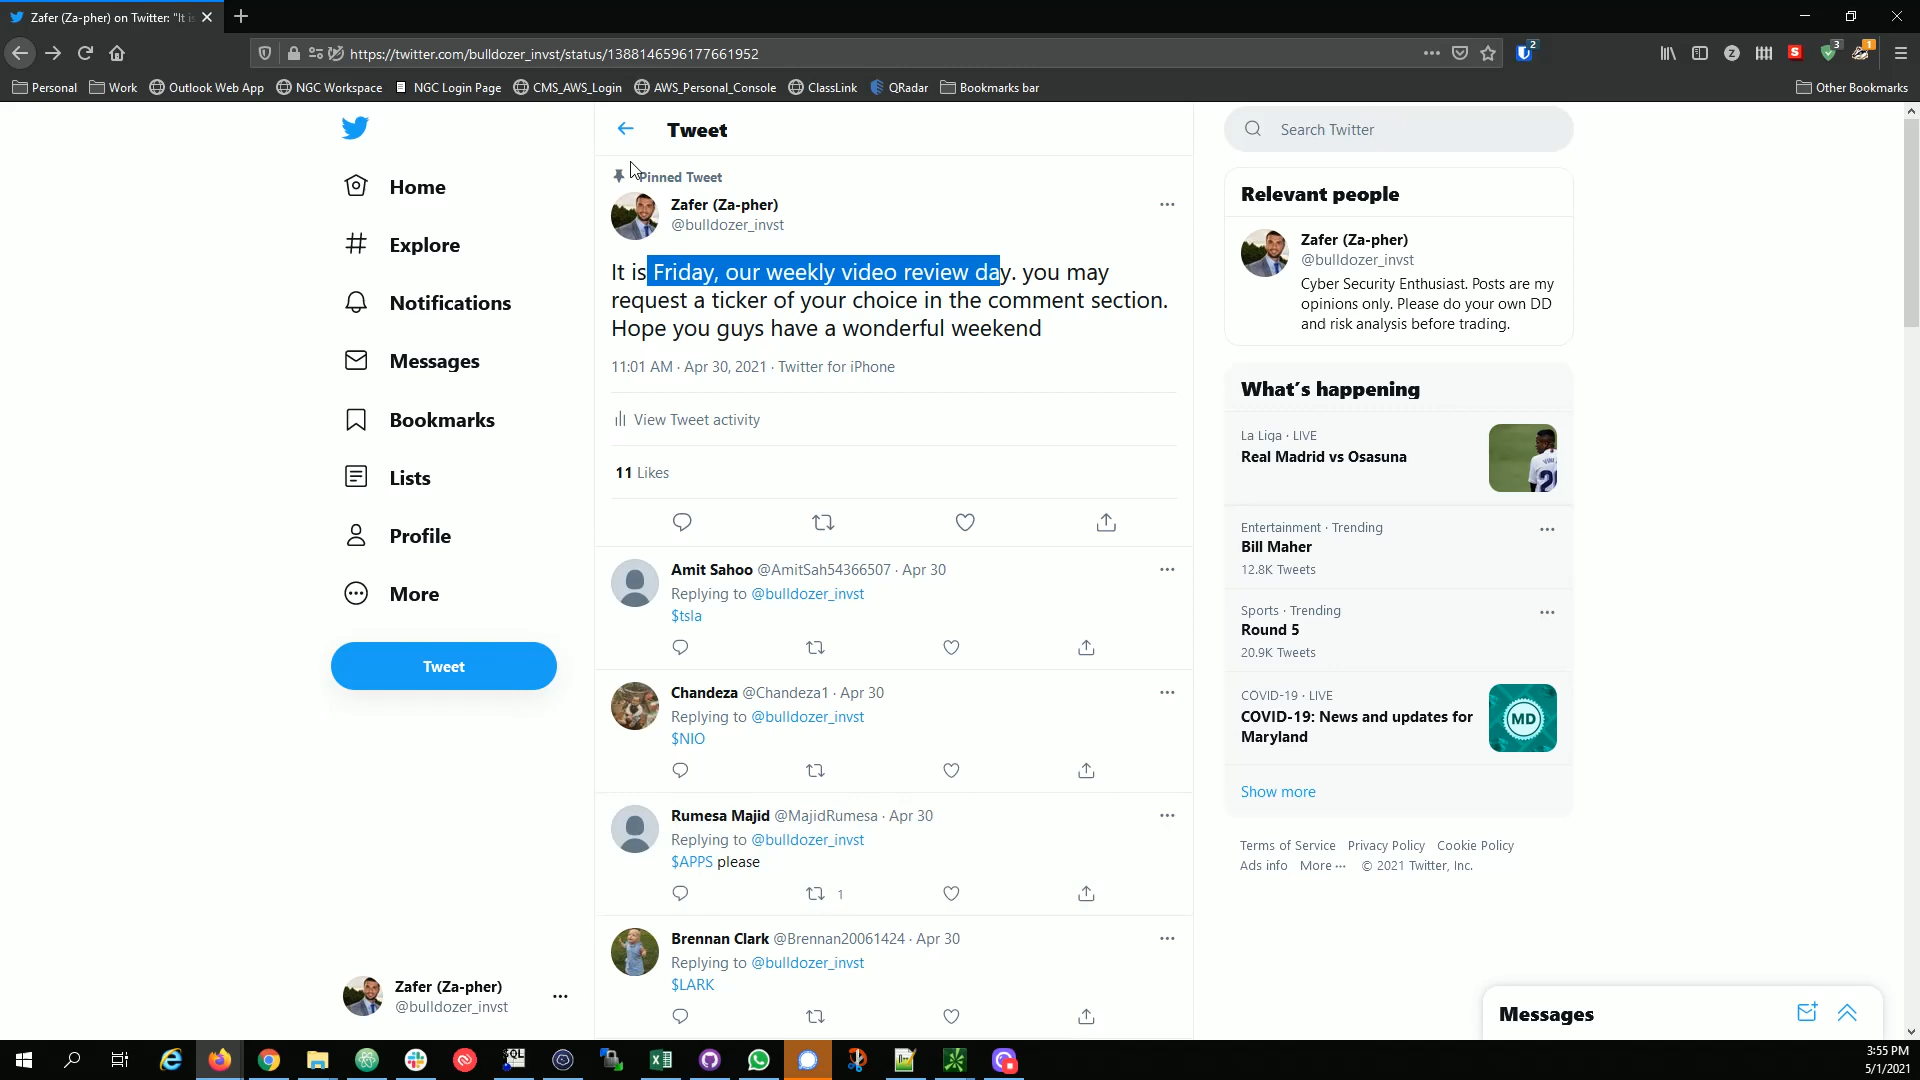 Zafer (Za-pher) on Twitter: "It is
https://twitter.com/bulldozer_invst/status/1388146596177661952
2
3
1
Personal
Work
Outlook Web App
NGC Workspace
NGC Login Page
CMS_AWS_Login
AWS_Personal_Console
ClassLink
QRadar
Bookmarks bar
Other Bookmarks
Home
Explore
Notifications
Messages
Bookmarks
Lists
Profile
More
Tweet
Zafer (Za-pher)
@bulldozer_invst
Tweet
Pinned Tweet
Zafer (Za-pher)
@bulldozer_invst
It is Friday, our weekly video review day. you may
request a ticker of your choice in the comment section.
Hope you guys have a wonderful weekend
11:01 AM · Apr 30, 2021 · Twitter for iPhone
View Tweet activity
11 Likes
Amit Sahoo @AmitSah54366507 · Apr 30
Replying to @bulldozer_invst
$tsla
Chandeza @Chandeza1 · Apr 30
Replying to @bulldozer_invst
$NIO
Rumesa Majid @MajidRumesa · Apr 30
Replying to @bulldozer_invst
$APPS please
1
Brennan Clark @Brennan20061424 · Apr 30
Replying to @bulldozer_invst
$LARK
Search Twitter
Relevant people
Zafer (Za-pher)
@bulldozer_invst
Cyber Security Enthusiast. Posts are my
opinions only. Please do your own DD
and risk analysis before trading.
What's happening
La Liga · LIVE
Real Madrid vs Osasuna
Entertainment · Trending
Bill Maher
12.8K Tweets
Sports · Trending
Round 5
20.9K Tweets
COVID-19 · LIVE
COVID-19: News and updates for
Maryland
MD
Show more
Terms of Service Privacy Policy Cookie Policy
Ads info More ··· © 2021 Twitter, Inc.
Messages
SQL
3:55 PM
5/1/2021